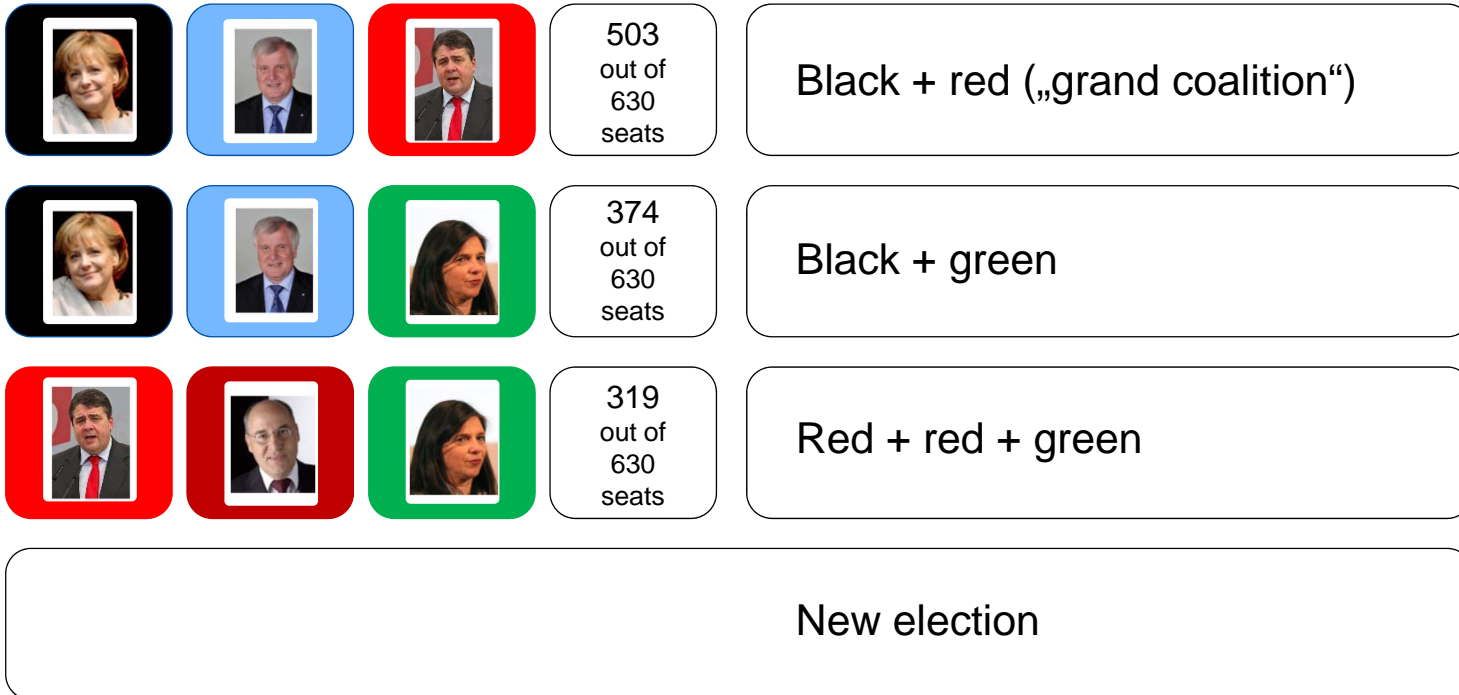 503
out of
630
seats
Black + red („grand coalition“)
374
out of
630
seats
Black + green
319
out of
630
seats
Red + red + green
New election